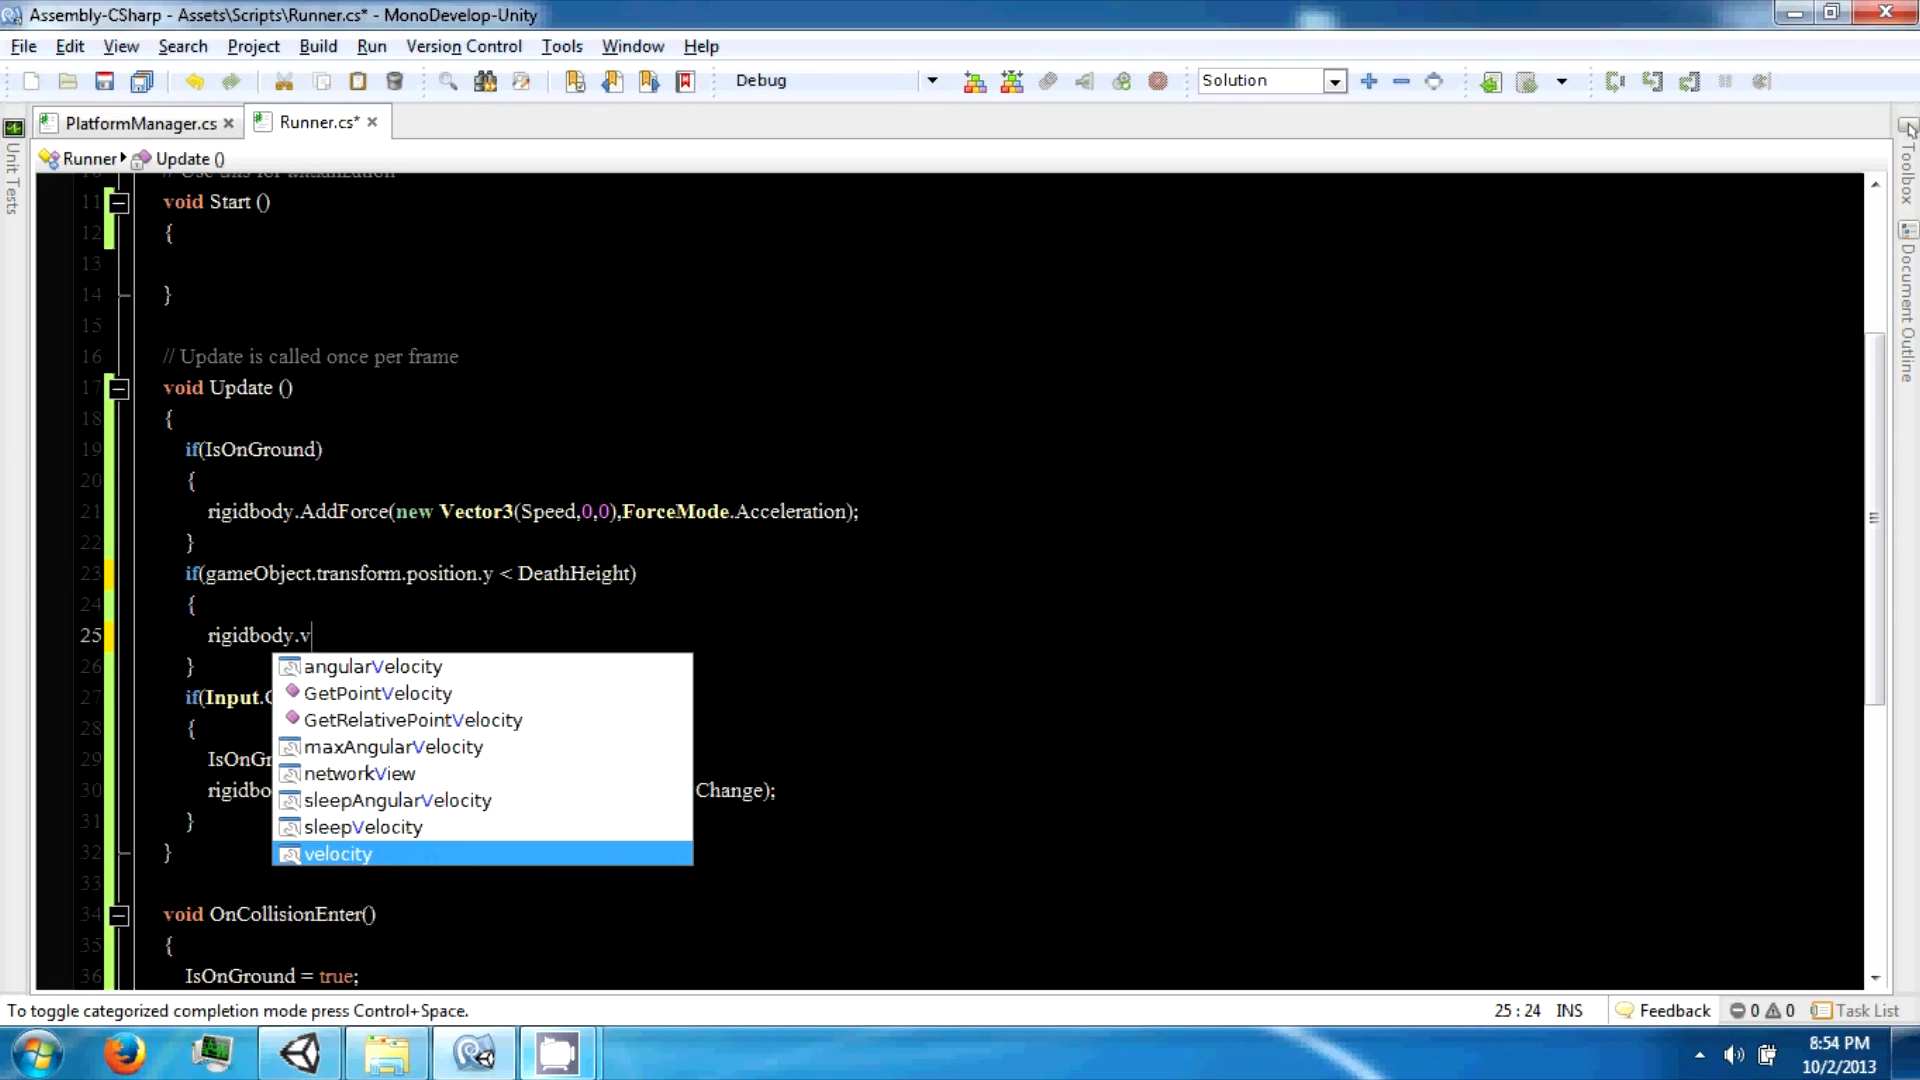 Assembly-CSharp - Assets\Scripts\Runner.cs* - MonoDevelop-Unity
File Edit View Search Project Build Run Version Control Tools Window Help
Debug Solution
PlatformManager.cs Runner.cs*
Runner Update ()
Unit Tests
Toolbox
Document Outline
10 // Use this for initialization
11 void Start ()
12 {
13
14 }
15
16 // Update is called once per frame
17 void Update ()
18 {
19 if(IsOnGround)
20 {
21 rigidbody.AddForce(new Vector3(Speed,0,0),ForceMode.Acceleration);
22 }
23 if(gameObject.transform.position.y < DeathHeight)
24 {
25 rigidbody.v
26 }
angularVelocity
GetPointVelocity
GetRelativePointVelocity
maxAngularVelocity
networkView
sleepAngularVelocity
sleepVelocity
velocity
27 if(Input.
28 {
29 IsOnGr
30 rigidbo Change);
31 }
32 }
33
34 void OnCollisionEnter()
35 {
36 IsOnGround = true;
To toggle categorized completion mode press Control+Space. 25 : 24 INS Feedback 0 0 Task List
8:54 PM
10/2/2013